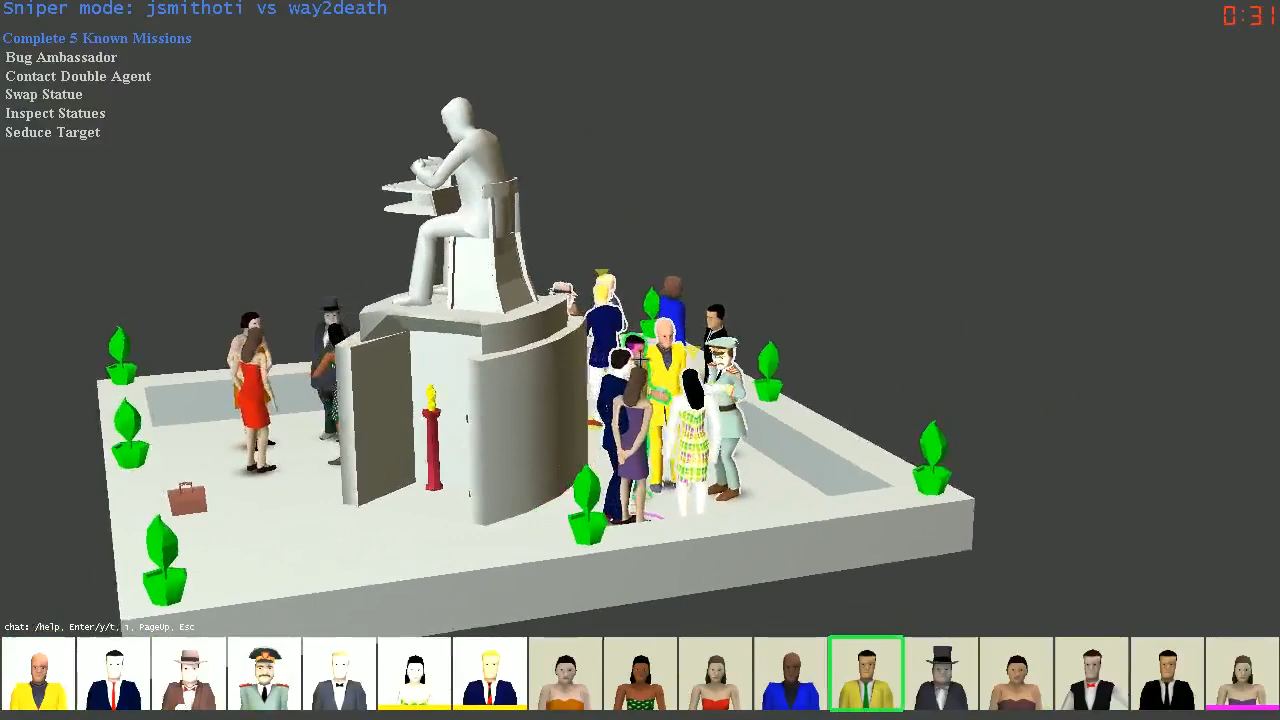 Sniper mode: jsmithoti vs way2death
0:31
Complete 5 Known Missions
Bug Ambassador
Contact Double Agent
Swap Statue
Inspect Statues
Seduce Target
chat: /help, Enter/y/t, ↑, PageUp, Esc